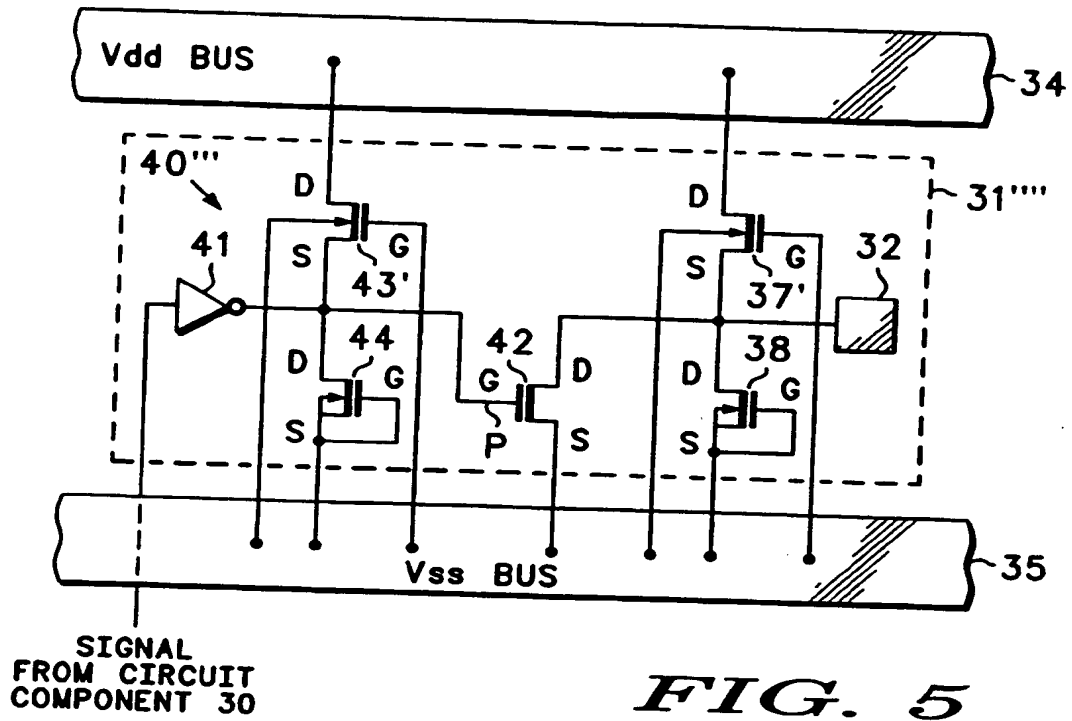 Vdd BUS
34
40'''
D
D
31''''
41
G
S
43'
S
G
37'
32
44
42
38
D
G
G
D
D
G
S
P
S
S
Vss BUS
35
SIGNAL
FROM CIRCUIT
COMPONENT 30
FIG. 5